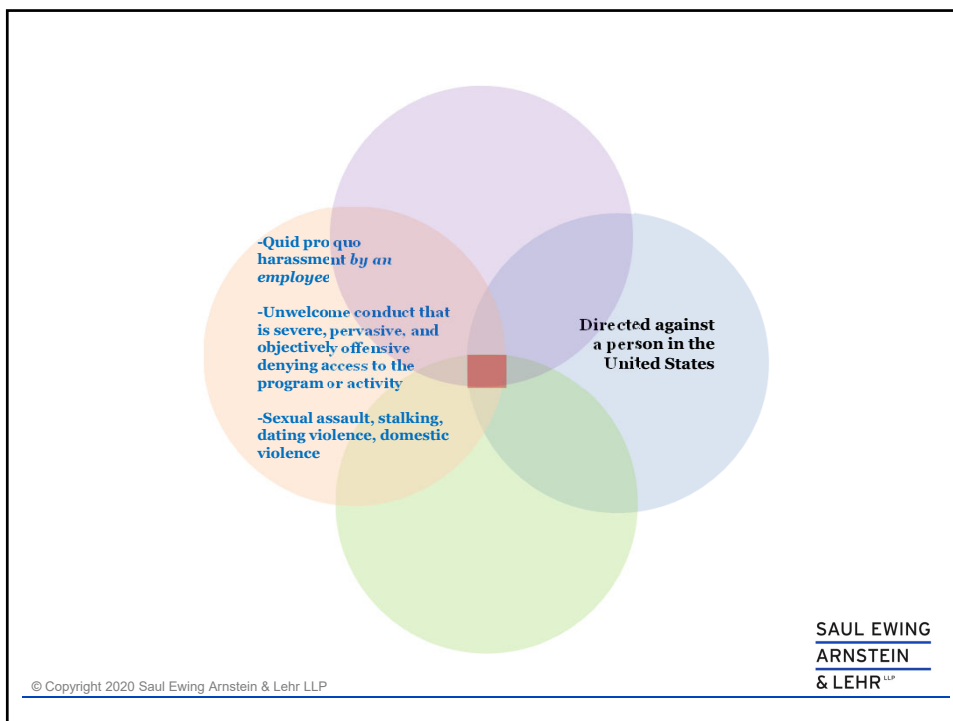 -Quid pro quo
harassment by an
employee
-Unwelcome conduct that
is severe, pervasive, and
objectively offensive
denying access to the
program or activity
-Sexual assault, stalking,
dating violence, domestic
violence
Directed against
a person in the
United States
SAUL EWING
ARNSTEIN
& LEHR LLP
© Copyright 2020 Saul Ewing Arnstein & Lehr LLP